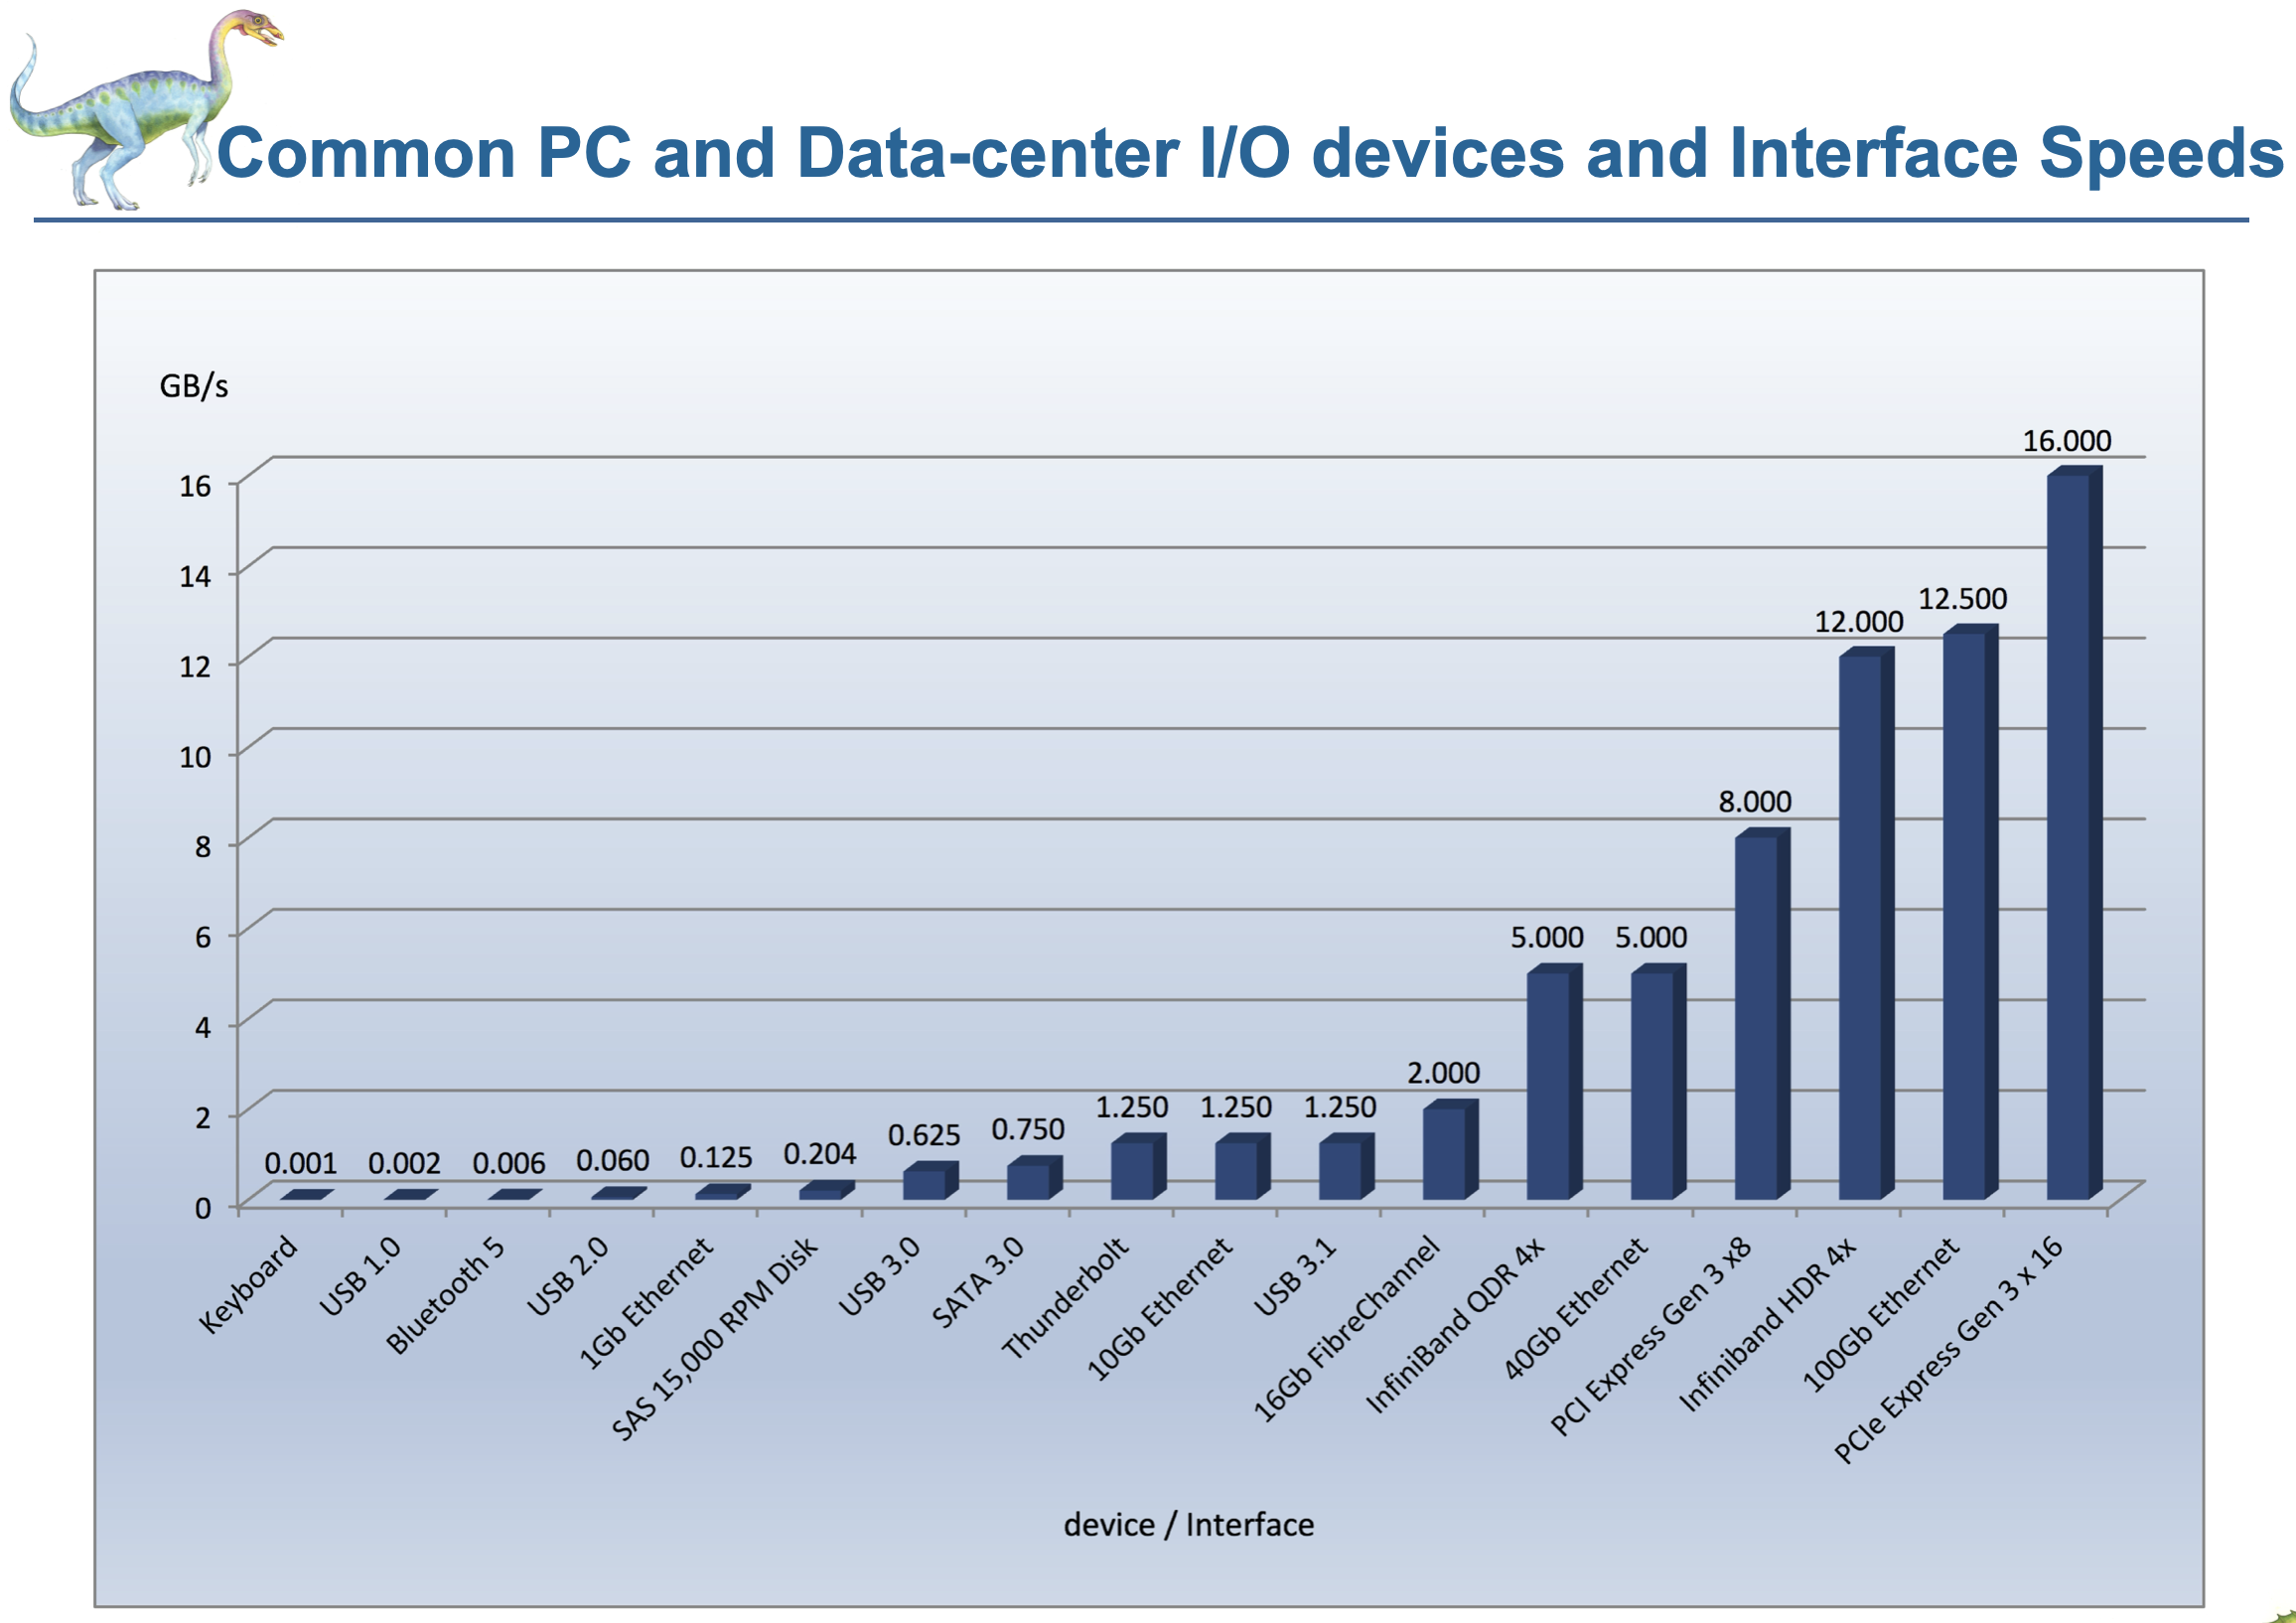 Common PC and Data-center I/O devices and Interface Speeds
GB/s
16
14
12
10
8
6
4
2
0
0.001
0.002
0.006
0.060
0.125
0.204
0.625
0.750
1.250
1.250
1.250
2.000
5.000
5.000
8.000
12.000
12.500
16.000
Keyboard
USB 1.0
Bluetooth 5
USB 2.0
1Gb Ethernet
SAS 15,000 RPM Disk
USB 3.0
SATA 3.0
Thunderbolt
10Gb Ethernet
USB 3.1
16Gb FibreChannel
InfiniBand QDR 4x
40Gb Ethernet
PCI Express Gen 3 x8
Infiniband HDR 4x
100Gb Ethernet
PCIe Express Gen 3 x 16
device / Interface